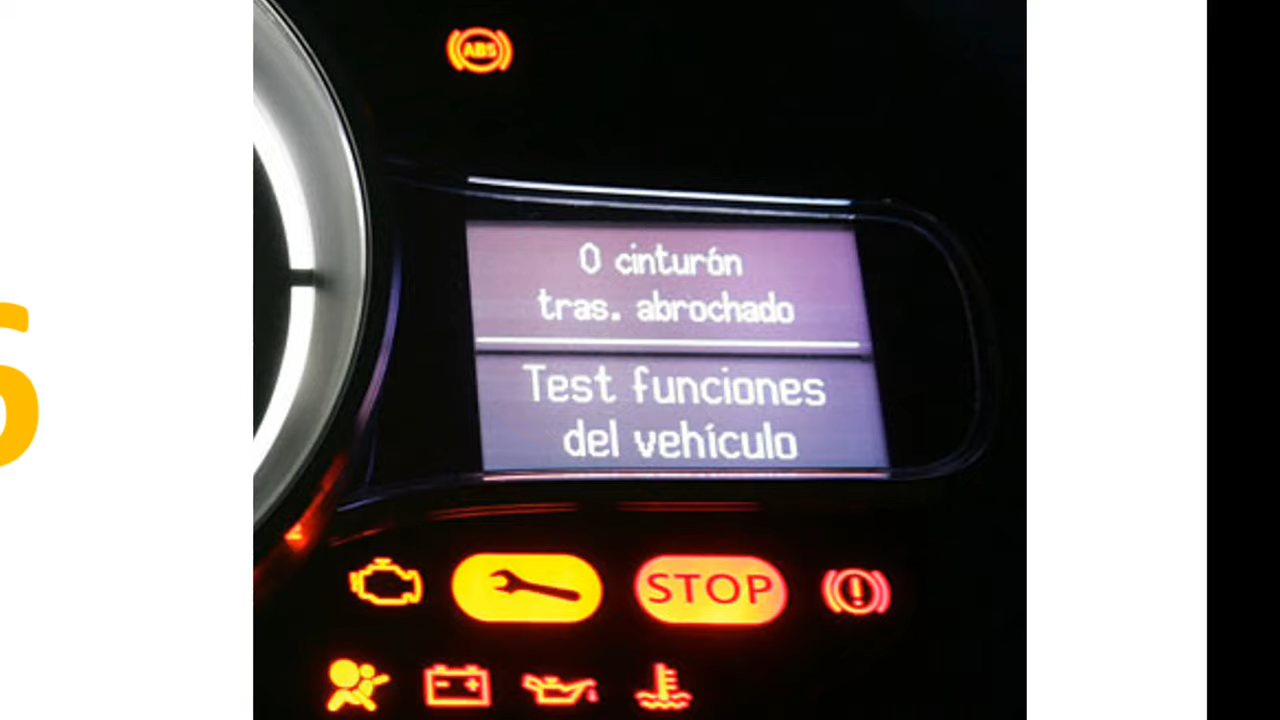 ABS
0 cinturón
tras. abrochado
Test funciones
del vehículo
STOP